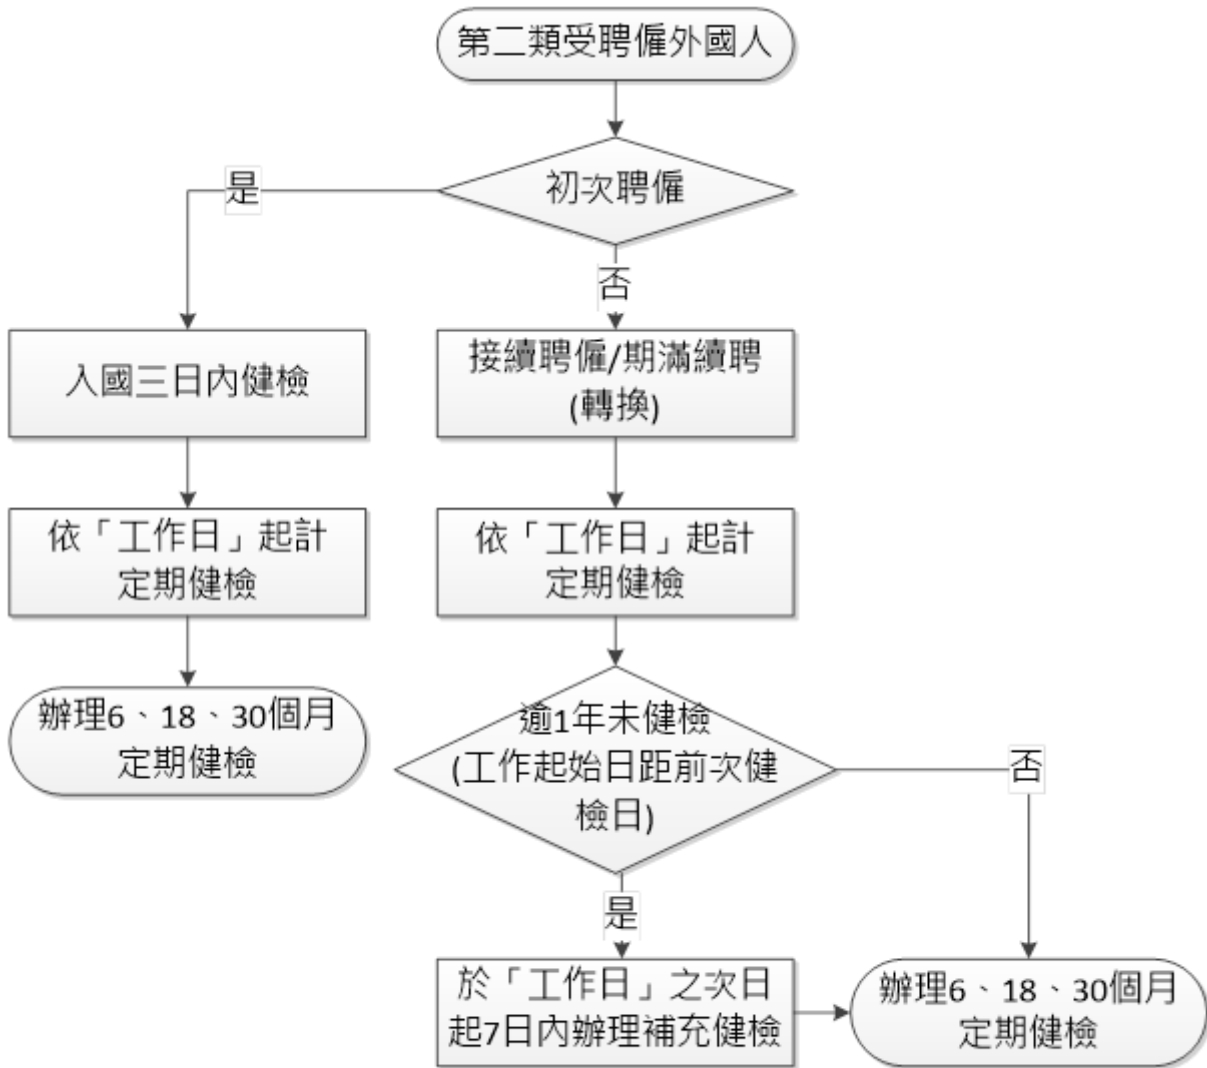 第二類受聘僱外國人
初次聘僱
是
否
入國三日內健檢
接續聘僱/期滿續聘
(轉換)
依「工作日」起計
定期健檢
依「工作日」起計
定期健檢
辦理6、18、30個月
定期健檢
逾1年未健檢
(工作起始日距前次健
檢日)
否
是
於「工作日」之次日
起7日內辦理補充健檢
辦理6、18、30個月
定期健檢